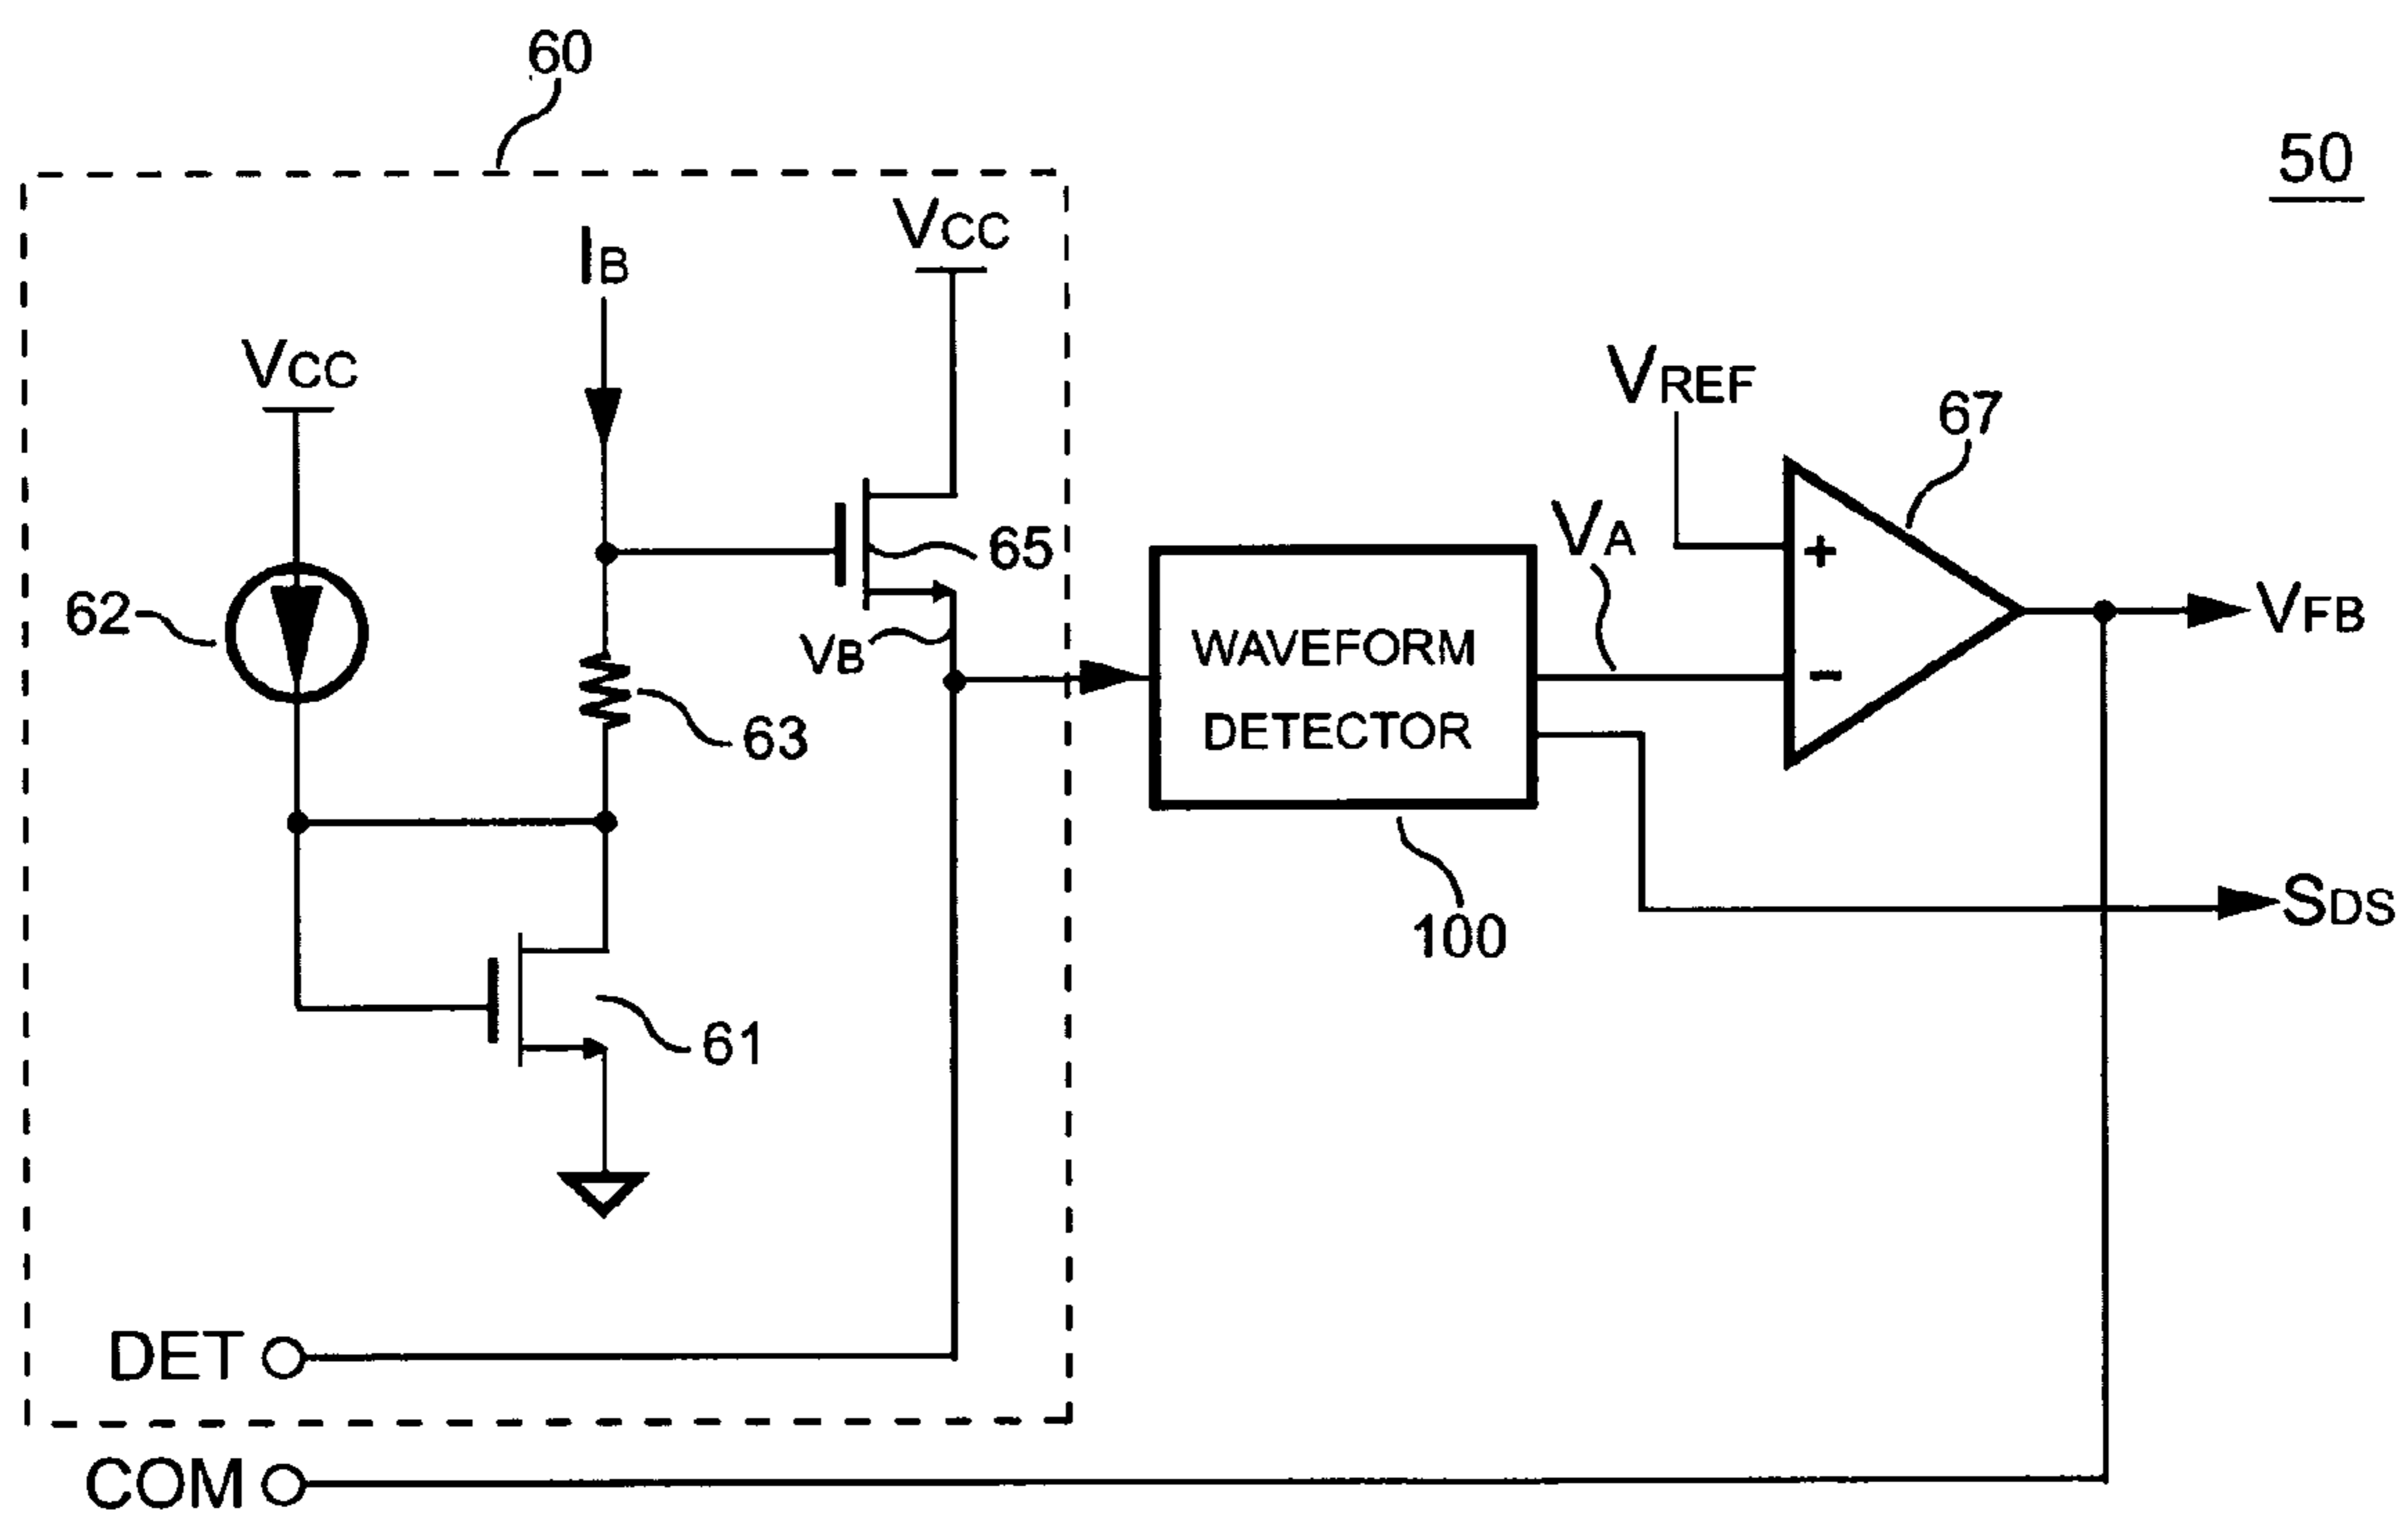 60
50
VCC
IB
VCC
VREF
67
65
VA
+
62
VB
WAVEFORM
DETECTOR
−
VFB
63
100
SDS
61
DET
COM